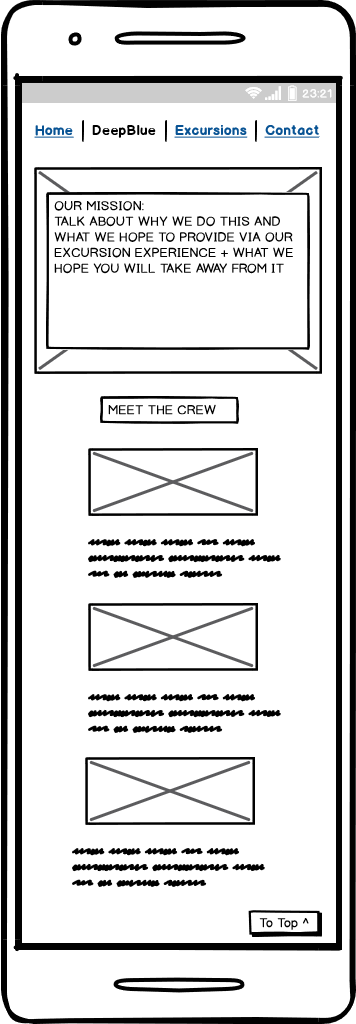 23:21
Home DeepBlue Excursions Contact
OUR MISSION:
TALK ABOUT WHY WE DO THIS AND
WHAT WE HOPE TO PROVIDE VIA OUR
EXCURSION EXPERIENCE + WHAT WE
HOPE YOU WILL TAKE AWAY FROM IT
MEET THE CREW
To Top ^